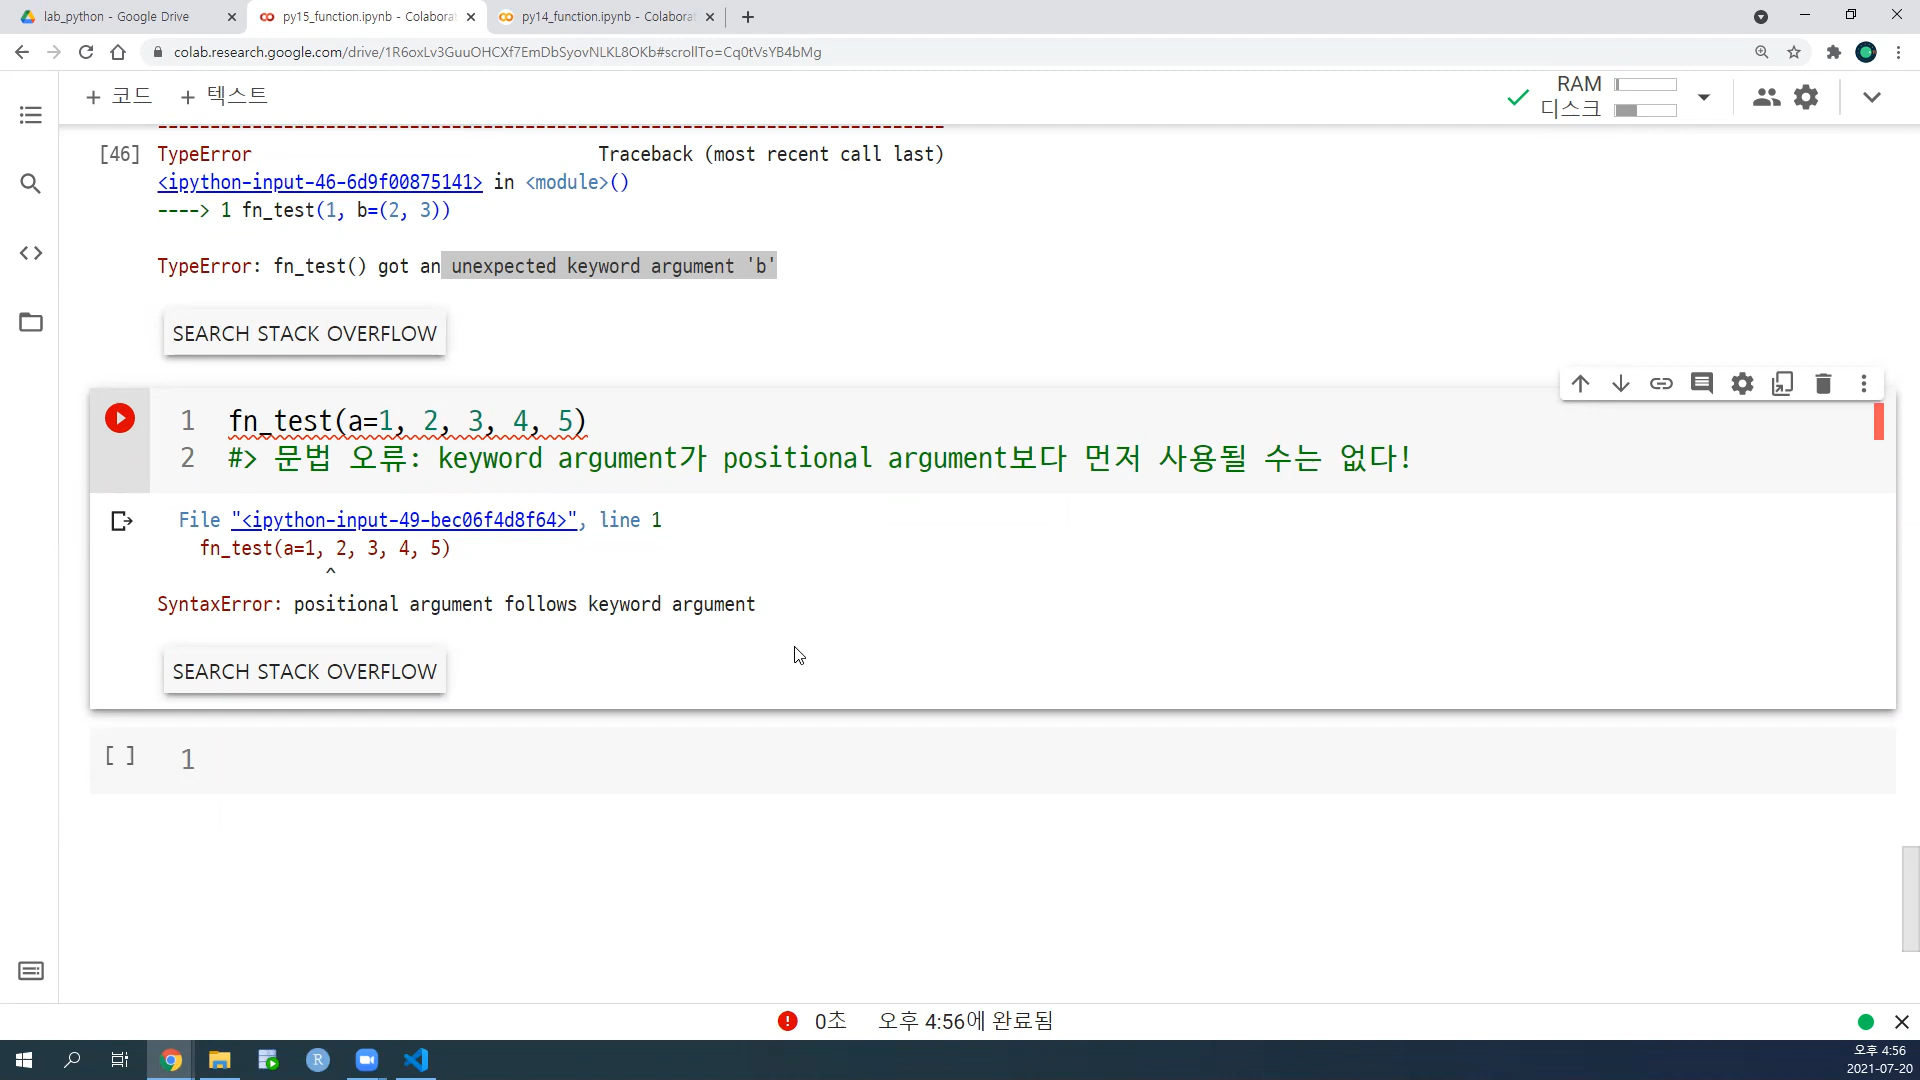 lab_python - Google Drive
py15_function.ipynb - Colaborat
py14_function.ipynb - Colaborat
colab.research.google.com/drive/1R6oxLv3GuuOHCXf7EmDbSyovNLKL8OKb#scrollTo=Cq0tVsYB4bMg
+ 코드 + 텍스트
RAM
디스크
[46] TypeError Traceback (most recent call last)
<ipython-input-46-6d9f00875141> in <module>()
----> 1 fn_test(1, b=(2, 3))
TypeError: fn_test() got an unexpected keyword argument 'b'
SEARCH STACK OVERFLOW
1 fn_test(a=1, 2, 3, 4, 5)
2 #> 문법 오류: keyword argument가 positional argument보다 먼저 사용될 수는 없다!
File "<ipython-input-49-bec06f4d8f64>", line 1
fn_test(a=1, 2, 3, 4, 5)
^
SyntaxError: positional argument follows keyword argument
SEARCH STACK OVERFLOW
[ ] 1
0초 오후 4:56에 완료됨
오후 4:56
2021-07-20